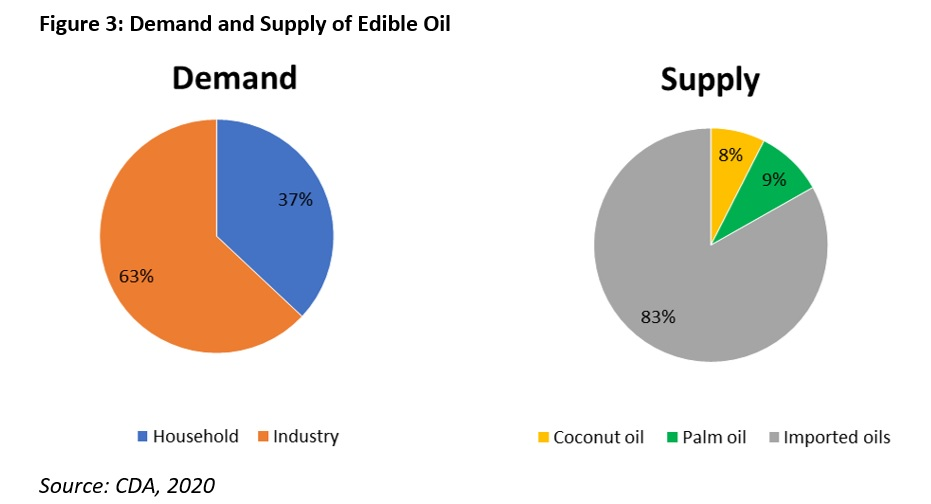 Figure 3: Demand and Supply of Edible Oil
Demand
37%
63%
Household Industry
Supply
8%
9%
83%
Coconut oil Palm oil Imported oils
Source: CDA, 2020